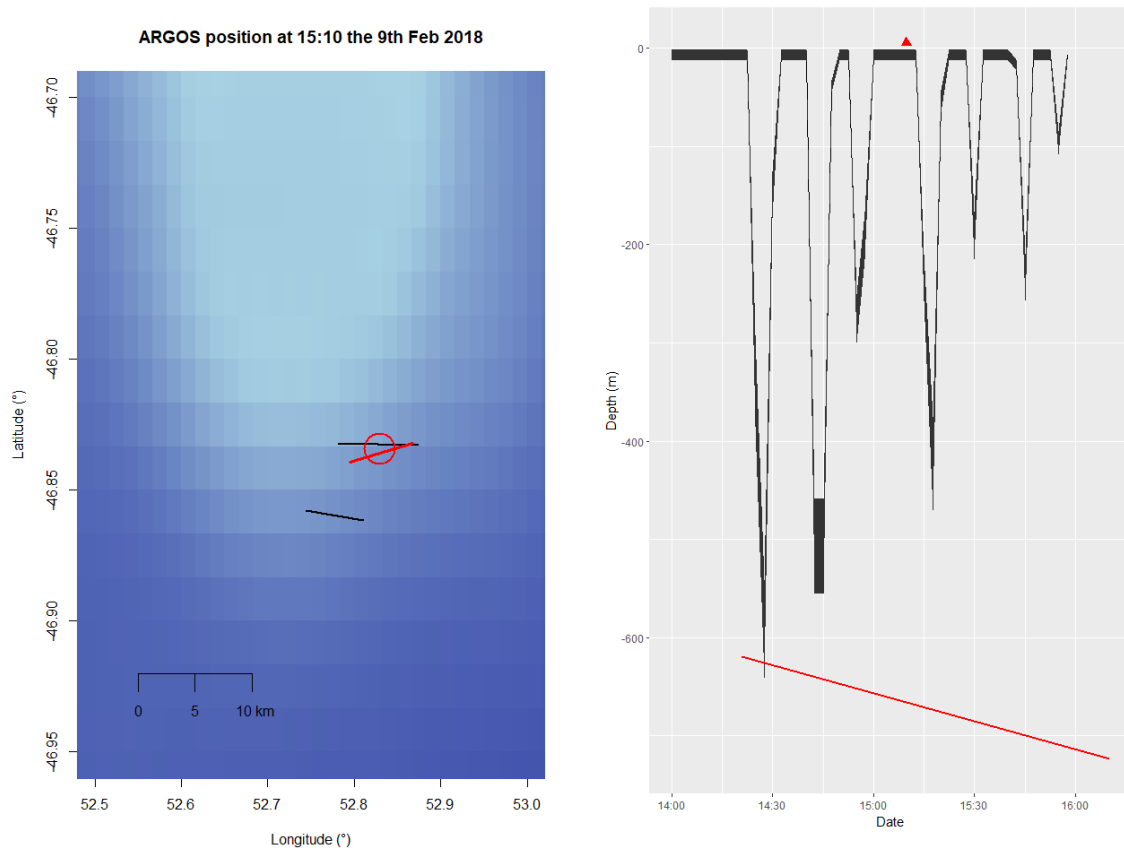 ARGOS position at 15:10 the 9th Feb 2018
Latitude (°)
-46.70
-46.75
-46.80
-46.85
-46.90
-46.95
0 5 10 km
52.5 52.6 52.7 52.8 52.9 53.0
Longitude (°)
Depth (m)
0
-200
-400
-600
14:00 14:30 15:00 15:30 16:00
Date